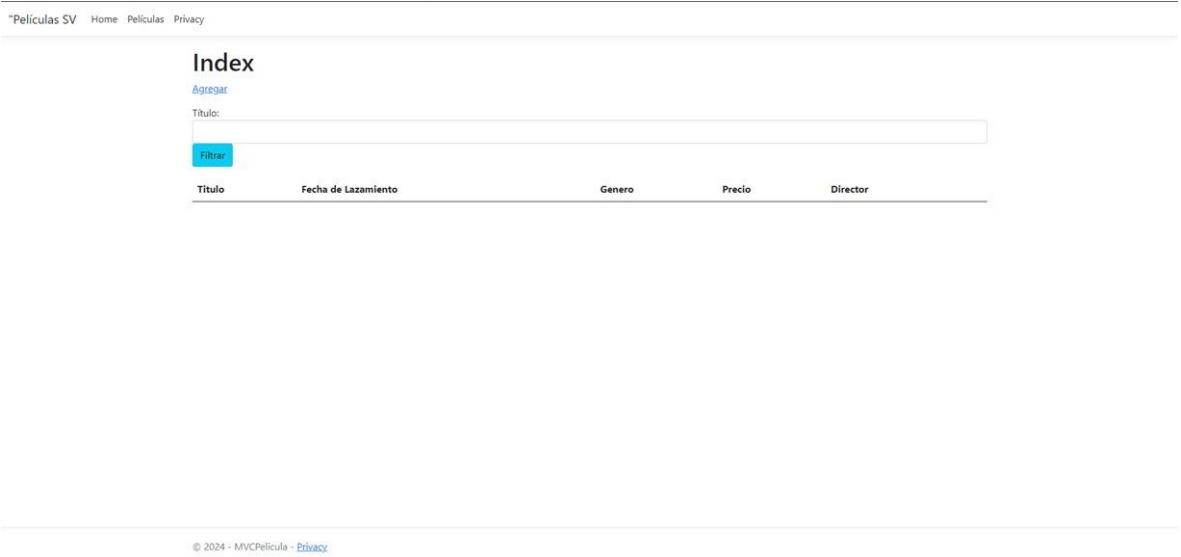 "Películas SV Home Películas Privacy
Index
Agregar
Título:
Filtrar
Titulo Fecha de Lazamiento Genero Precio Director
© 2024 - MVCPelicula - Privacy